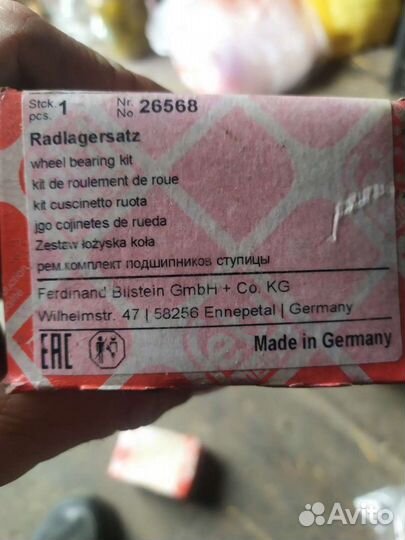 Stck. 1 Nr. 26568
pcs. No
Radlagersatz
wheel bearing kit
kit de roulement de roue
kit cuscinetto ruota
jgo cojinetes de rueda
Zestaw łożyska koła
рем.комплект подшипников ступицы
Ferdinand Bilstein GmbH + Co. KG
Wilhelmstr. 47 | 58256 Ennepetal | Germany
EAC
Made in Germany
Avito